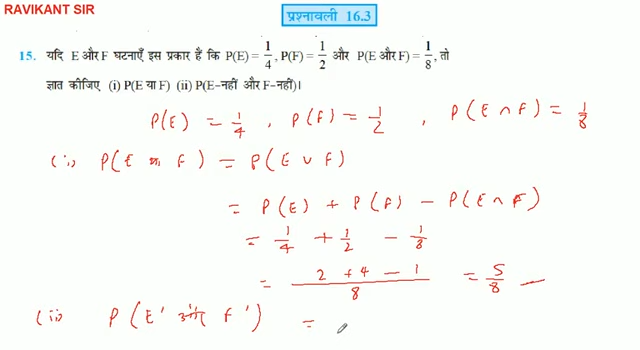 RAVIKANT SIR
प्रश्नावली 16.3
15. यदि E और F घटनाएँ इस प्रकार हैं कि P(E) = 1/4, P(F) = 1/2 और P(E और F) = 1/8, तो
ज्ञात कीजिए (i) P(E या F) (ii) P(E-नहीं और F-नहीं)।
P(E) = 1/4, P(F) = 1/2, P(E ∩ F) = 1/8
(i) P(E या F) = P(E ∪ F)
= P(E) + P(F) - P(E ∩ F)
= 1/4 + 1/2 - 1/8
= (2 + 4 - 1)/8 = 5/8
(ii) P(E' और F') =